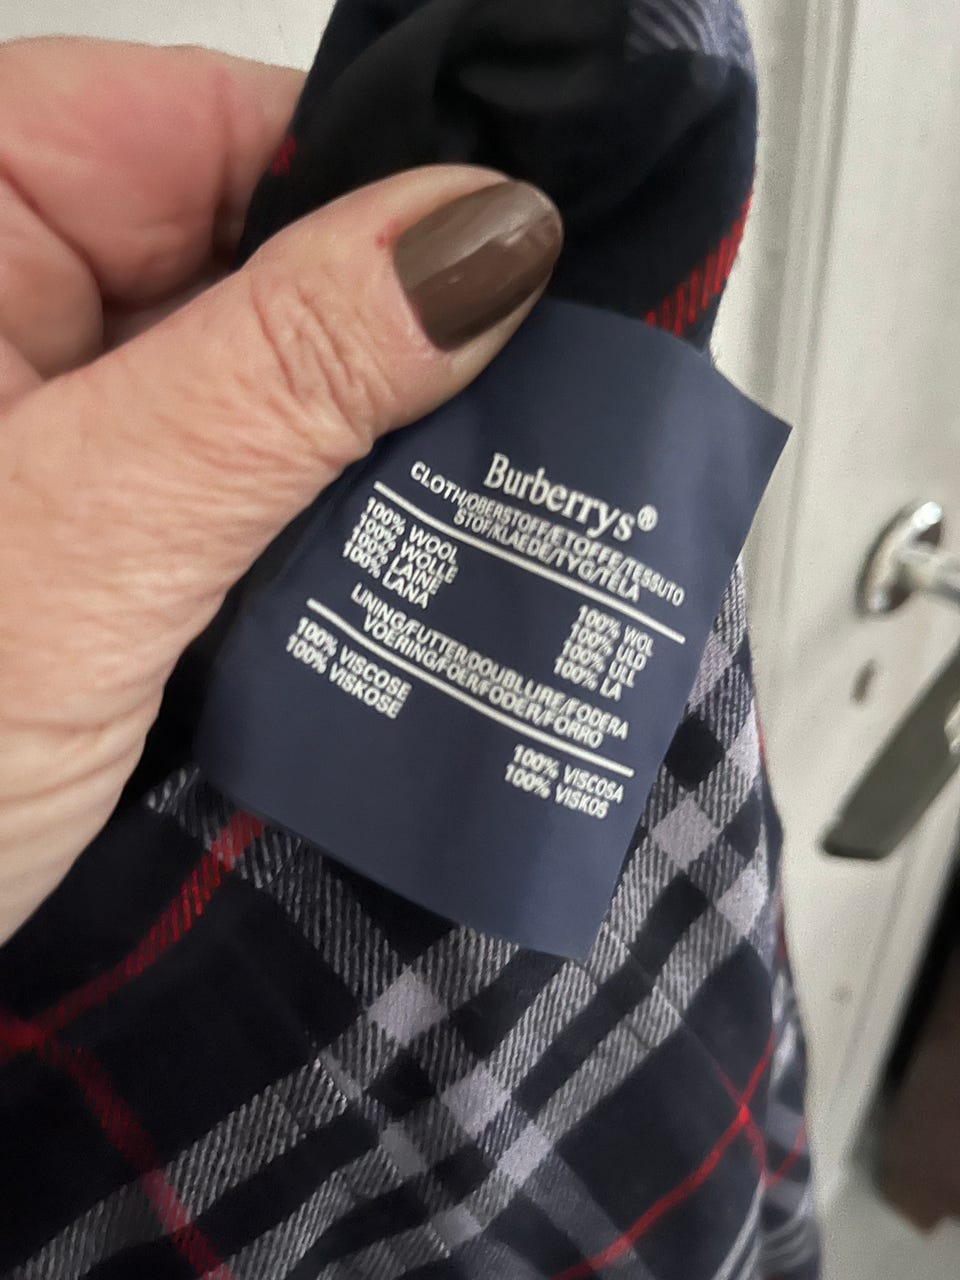 Burberrys®
CLOTH/OBERSTOFF/ETOFFE/TESSUTO
STOF/KLAEDE/TYG/TELA
100% WOOL
100% WOLLE
100% LAINE
100% LANA
100% WOL
100% ULD
100% ULL
100% LA
LINING/FUTTER/DOUBLURE/FODERA
VOERING/FOER/FODER/FORRO
100% VISCOSE
100% VISKOSE
100% VISCOSA
100% VISKOS